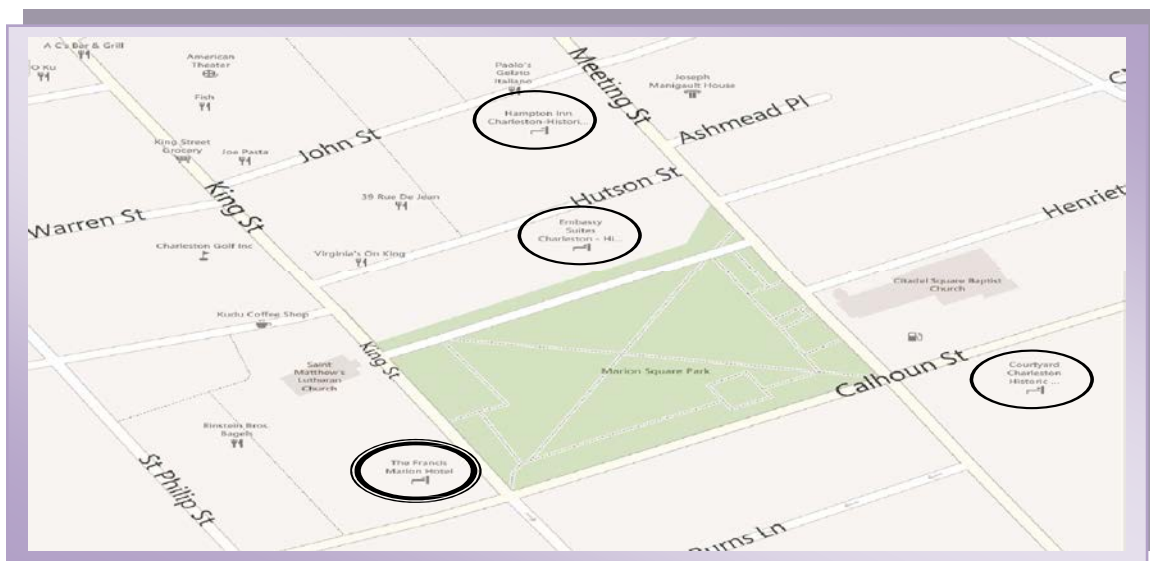 A C's Bar & Grill
O Ku
American
Theater
Fish
King Street
Grocery
Joe Pasta
John St
Paolo's
Gelato
Italiano
Hampton Inn
Charleston-Histori...
Meeting St
Joseph
Manigault House
Ashmead Pl
Warren St
King St
39 Rue De Jean
Hutson St
Henriet
Charleston Golf Inc
Virginia's On King
Embassy
Suites
Charleston - Hi...
Citadel Square Baptist
Church
Kudu Coffee Shop
King St
Saint
Matthew's
Lutheran
Church
Marion Square Park
Calhoun St
Courtyard
Charleston
Historic ...
Einstein Bros.
Bagels
The Francis
Marion Hotel
St Philip St
Burns Ln